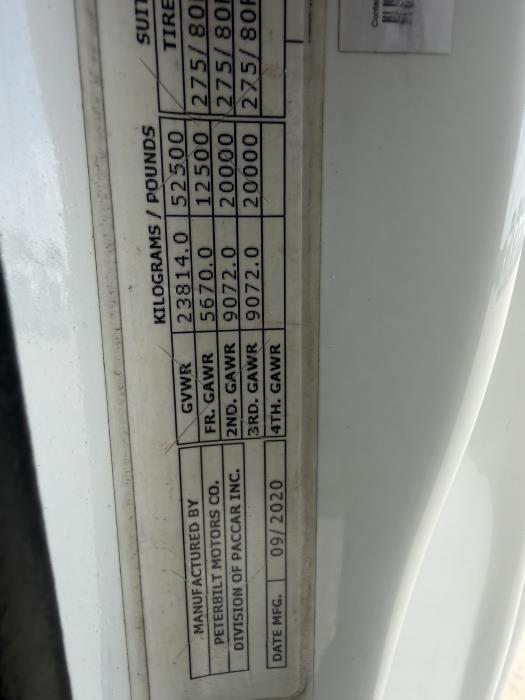 MANUFACTURED BY
PETERBILT MOTORS CO.
DIVISION OF PACCAR INC.
DATE MFG. 09/2020
KILOGRAMS / POUNDS
GVWR 23814.0 52500
FR. GAWR 5670.0 12500 275/80
2ND. GAWR 9072.0 20000 275/80
3RD. GAWR 9072.0 20000 275/80
4TH. GAWR
TIRE